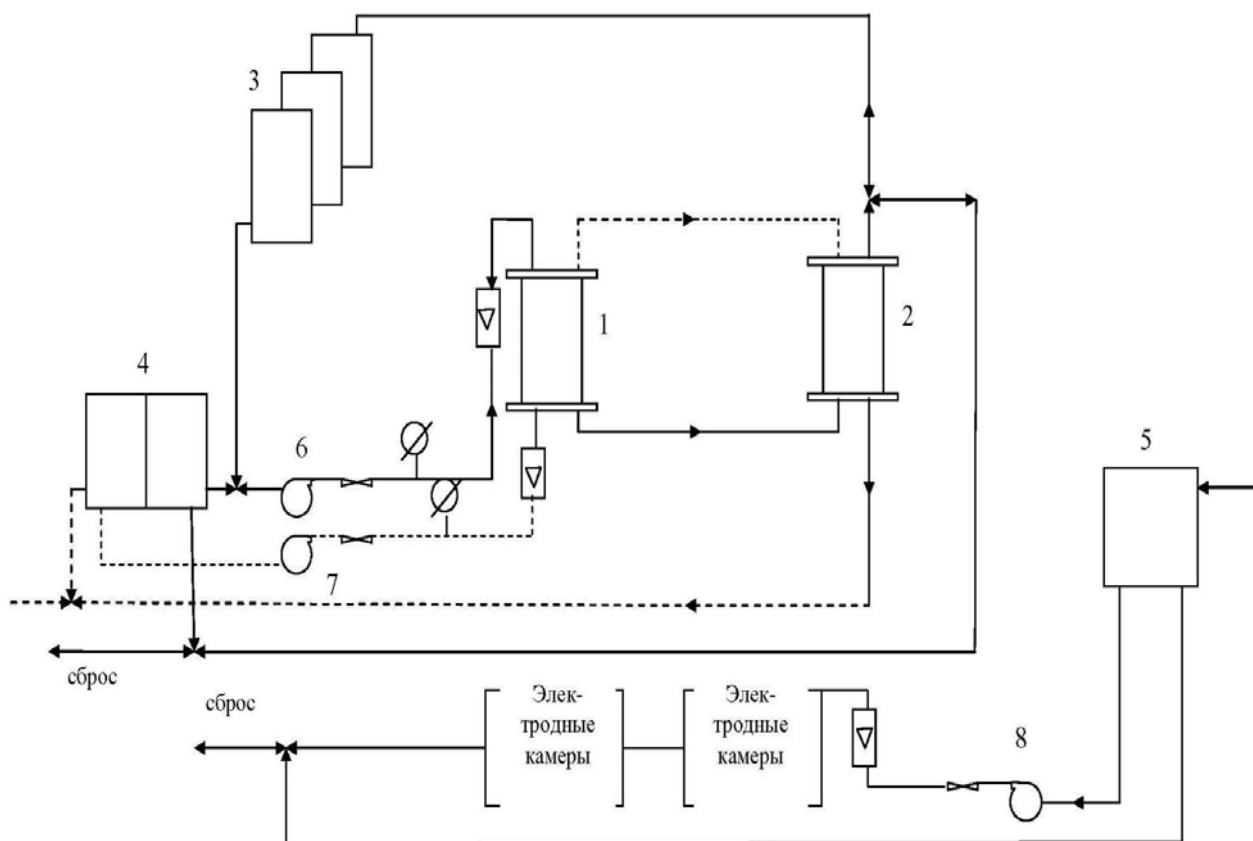 3
1
2
4
6
5
7
сброс
сброс
Элек-
тродные
камеры
Элек-
тродные
камеры
8